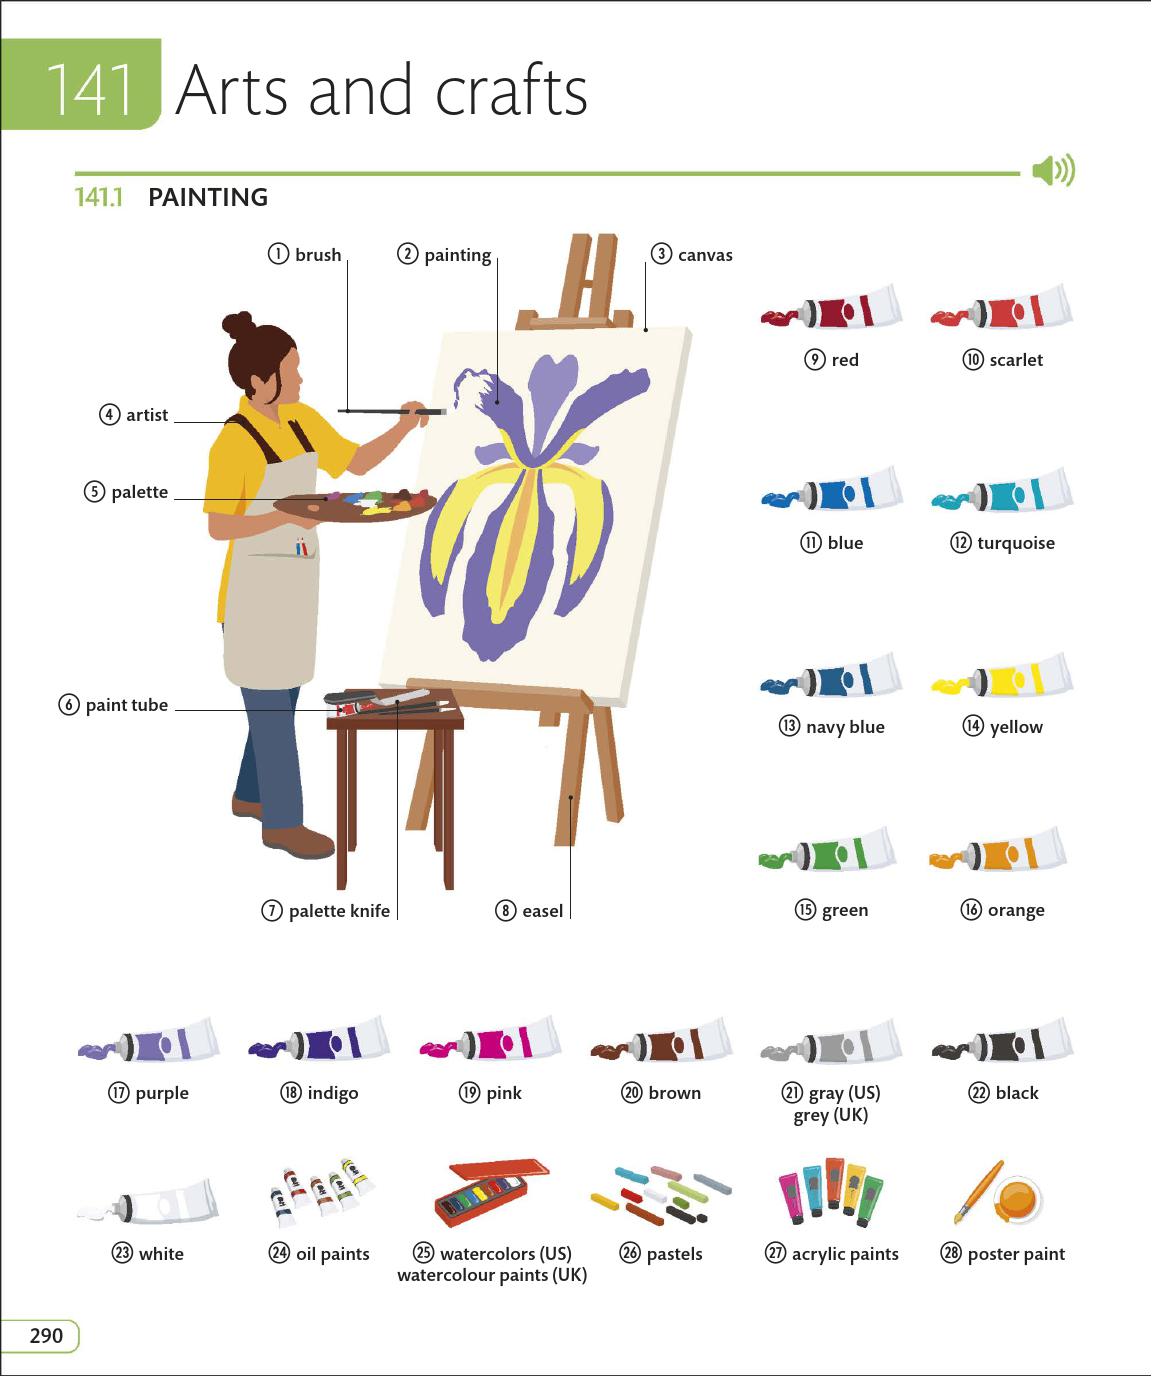 141 Arts and crafts
141.1 PAINTING
1 brush
2 painting
3 canvas
4 artist
5 palette
6 paint tube
7 palette knife
8 easel
9 red
10 scarlet
11 blue
12 turquoise
13 navy blue
14 yellow
15 green
16 orange
17 purple
18 indigo
19 pink
20 brown
21 gray (US)
grey (UK)
22 black
23 white
24 oil paints
25 watercolors (US)
watercolour paints (UK)
26 pastels
27 acrylic paints
28 poster paint
290